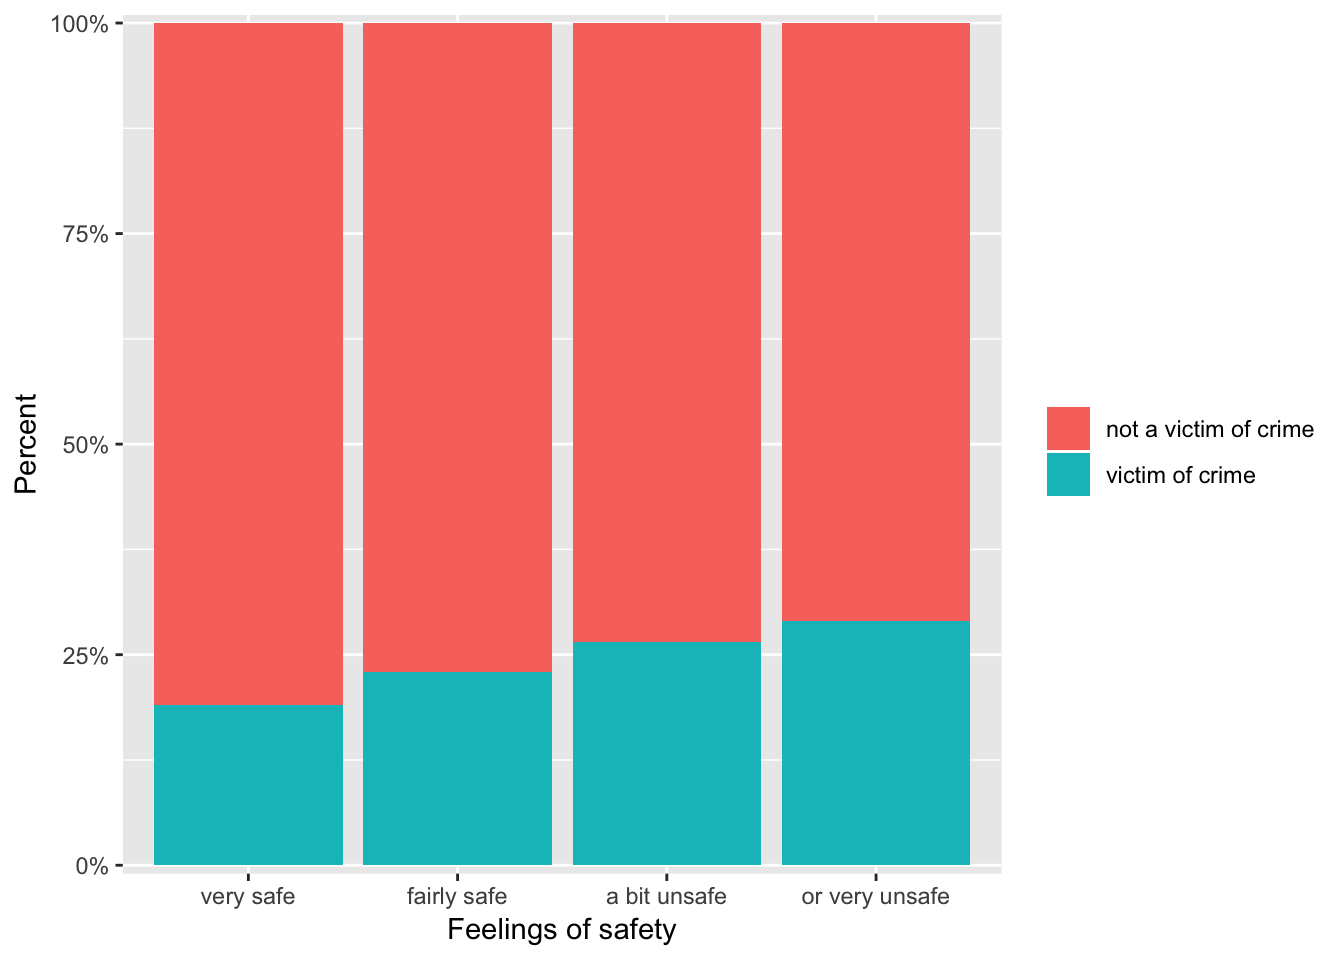 100%
75%
50%
25%
0%
Percent
very safe
fairly safe
a bit unsafe
or very unsafe
Feelings of safety
not a victim of crime
victim of crime